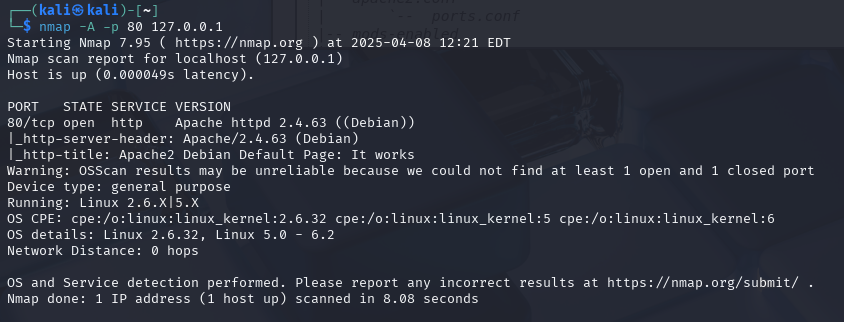 apache2.conf
┌──(kali㉿kali)-[~]
`-- ports.conf
└─$ nmap -A -p 80 127.0.0.1
|-- mods-enabled
Starting Nmap 7.95 ( https://nmap.org ) at 2025-04-08 12:21 EDT
Nmap scan report for localhost (127.0.0.1)
Host is up (0.000049s latency).

PORT   STATE SERVICE VERSION
80/tcp open  http    Apache httpd 2.4.63 ((Debian))
|_http-server-header: Apache/2.4.63 (Debian)
|_http-title: Apache2 Debian Default Page: It works
Warning: OSScan results may be unreliable because we could not find at least 1 open and 1 closed port
Device type: general purpose
Running: Linux 2.6.X|5.X
OS CPE: cpe:/o:linux:linux_kernel:2.6.32 cpe:/o:linux:linux_kernel:5 cpe:/o:linux:linux_kernel:6
OS details: Linux 2.6.32, Linux 5.0 - 6.2
Network Distance: 0 hops

OS and Service detection performed. Please report any incorrect results at https://nmap.org/submit/ .
Nmap done: 1 IP address (1 host up) scanned in 8.08 seconds